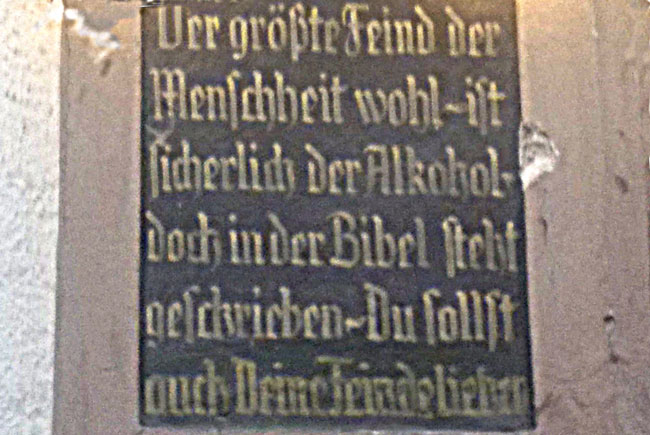 Der größte Feind der
Menschheit wohl~ist
sicherlich der Alkohol-
doch in der Bibel steht
geschrieben~Du sollst
auch Deine Feinde lieben